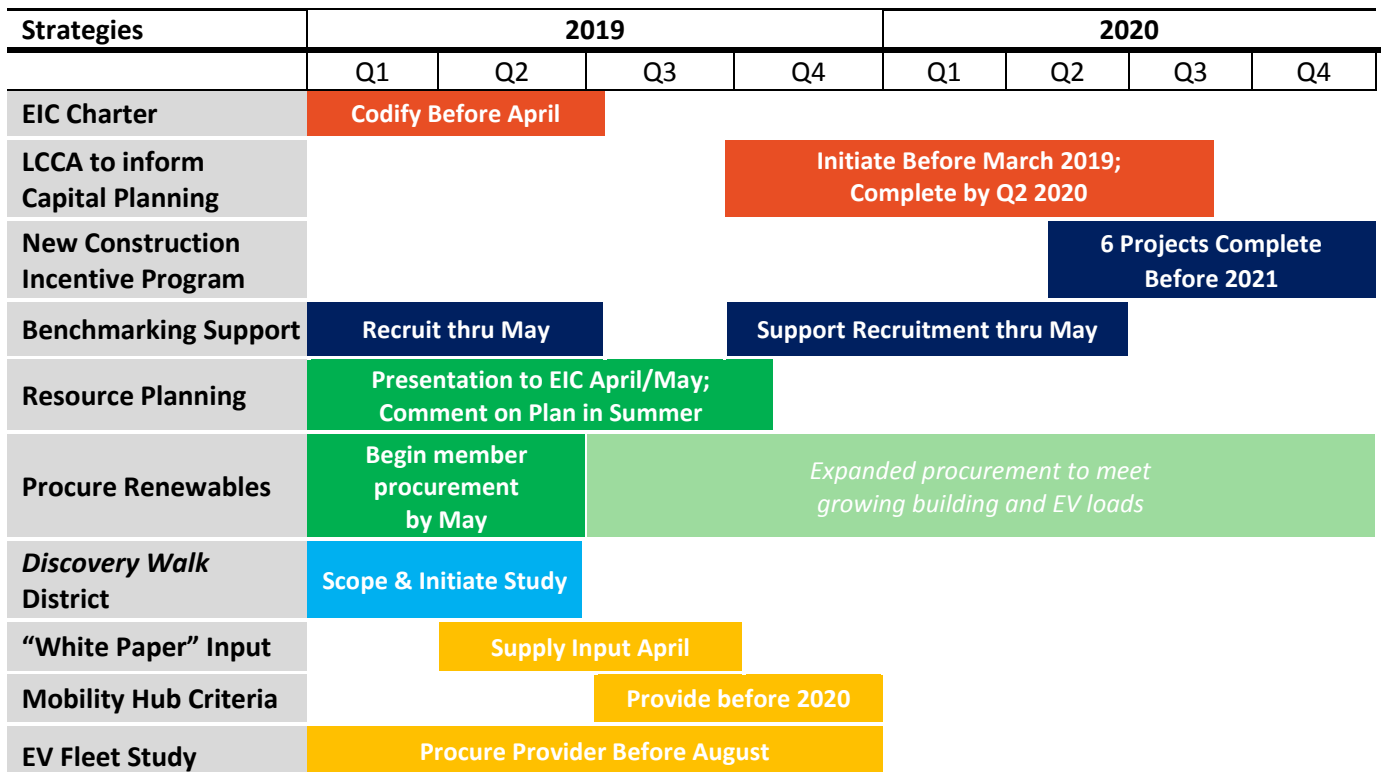 Strategies 2019 2020
Q1 Q2 Q3 Q4 Q1 Q2 Q3 Q4
EIC Charter Codify Before April
LCCA to inform Initiate Before March 2019;
Capital Planning Complete by Q2 2020
New Construction 6 Projects Complete
Incentive Program Before 2021
Benchmarking Support Recruit thru May Support Recruitment thru May
Resource Planning
Presentation to EIC April/May;
Comment on Plan in Summer
Procure Renewables
Begin member
procurement
by May
Expanded procurement to meet
growing building and EV loads
Discovery Walk
District
Scope & Initiate Study
“White Paper” Input Supply Input April
Mobility Hub Criteria Provide before 2020
EV Fleet Study Procure Provider Before August